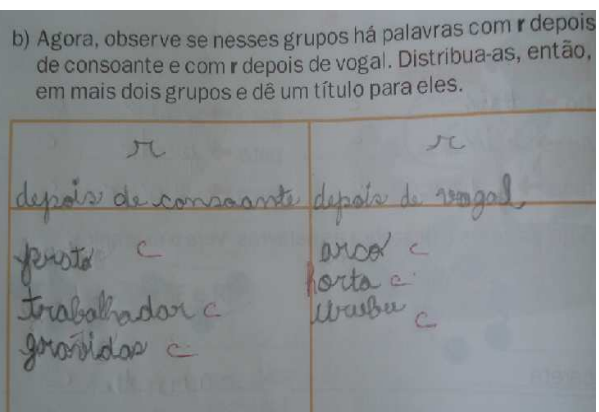 b) Agora, observe se nesses grupos há palavras com r depois
de consoante e com r depois de vogal. Distribua-as, então,
em mais dois grupos e dê um título para eles.
r r
depois de consoante depois de vogal
prato C arco C
trabalhador C horta C
grávidas C urubu C